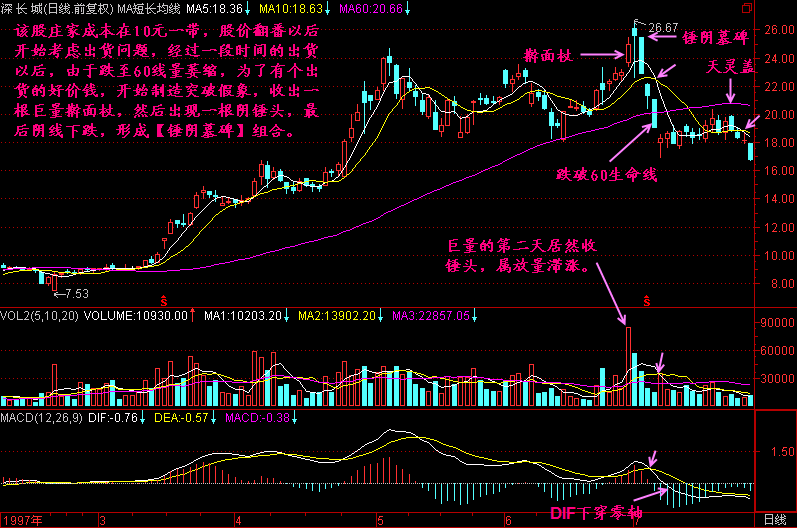 深长城(日线.前复权) MA短长均线 MA5:18.36↓ MA10:18.63↓ MA60:20.66↓
该股庄家成本在10元一带，股价翻番以后
开始考虑出货问题，经过一段时间的出货
以后，由于跌至60线量萎缩，为了有个出
货的好价钱，开始制造突破假象，收出一
根巨量擀面杖，然后出现一根阴锤头，最
后阴线下跌，形成【锤阴墓碑】组合。
26.67
锤阴墓碑
擀面杖
天灵盖
跌破60生命线
巨量的第二天居然收
锤头，属放量滞涨。
←7.53
26.00
24.00
22.00
20.00
18.00
16.00
14.00
12.00
10.00
8.00
S
S
VOL2(5,10,20) VOLUME:10930.00↑ MA1:10203.20↓ MA2:13902.20↓ MA3:22857.05↓
90000
60000
30000
MACD(12,26,9) DIF:-0.76↓ DEA:-0.57↓ MACD:-0.38↓
1.50
DIF下穿零轴
1997年 3 4 5 6 7 日线